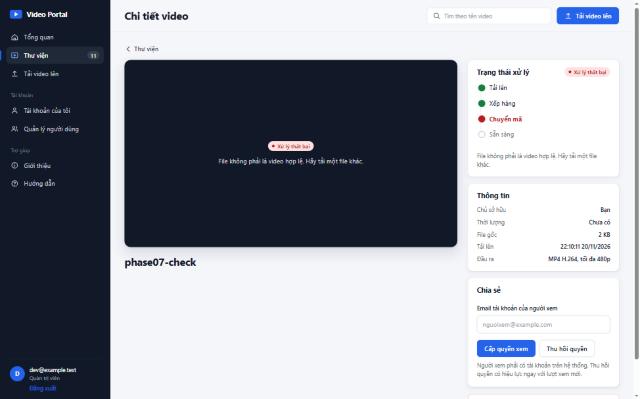 Video Portal
Tổng quan
Thư viện
11
Tải video lên
Tài khoản
Tài khoản của tôi
Quản lý người dùng
Trợ giúp
Giới thiệu
Hướng dẫn
D
dev@example.test
Quản trị viên
Đăng xuất
Chi tiết video
Tìm theo tên video
Tải video lên
Thư viện
Xử lý thất bại
File không phải là video hợp lệ. Hãy tải một file khác.
phase07-check
Trạng thái xử lý
Xử lý thất bại
Tải lên
Xếp hàng
Chuyển mã
Sẵn sàng
File không phải là video hợp lệ. Hãy tải một file
khác.
Thông tin
Chủ sở hữu Bạn
Thời lượng Chưa có
File gốc 2 KB
Tải lên 22:10:11 20/11/2026
Đầu ra MP4 H.264, tối đa 480p
Chia sẻ
Email tài khoản của người xem
nguoixem@example.com
Cấp quyền xem
Thu hồi quyền
Người xem phải có tài khoản trên hệ thống. Thu hồi
quyền có hiệu lực ngay với lượt xem mới.